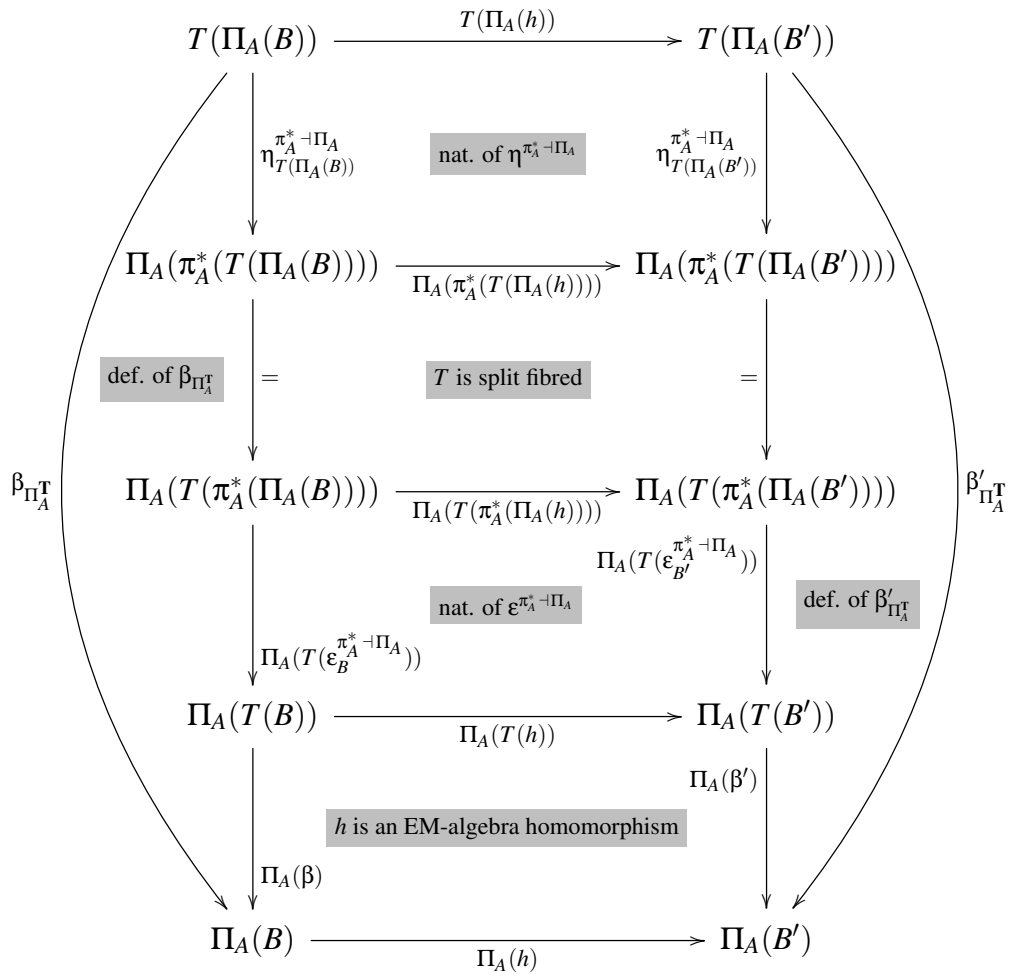 T(Π_A(B)) T(Π_A(h)) T(Π_A(B′))
η^{π_A^* ⊣ Π_A}_{T(Π_A(B))} nat. of η^{π_A^* ⊣ Π_A} η^{π_A^* ⊣ Π_A}_{T(Π_A(B′))}
Π_A(π_A^*(T(Π_A(B)))) Π_A(π_A^*(T(Π_A(h)))) Π_A(π_A^*(T(Π_A(B′))))
def. of β_{Π_A^𝐓} = T is split fibred =
β_{Π_A^𝐓} Π_A(T(π_A^*(Π_A(B)))) Π_A(T(π_A^*(Π_A(h)))) Π_A(T(π_A^*(Π_A(B′)))) β′_{Π_A^𝐓}
Π_A(T(ε^{π_A^* ⊣ Π_A}_{B′}))
nat. of ε^{π_A^* ⊣ Π_A} def. of β′_{Π_A^𝐓}
Π_A(T(ε^{π_A^* ⊣ Π_A}_B))
Π_A(T(B)) Π_A(T(h)) Π_A(T(B′))
Π_A(β′)
h is an EM-algebra homomorphism
Π_A(β)
Π_A(B) Π_A(h) Π_A(B′)